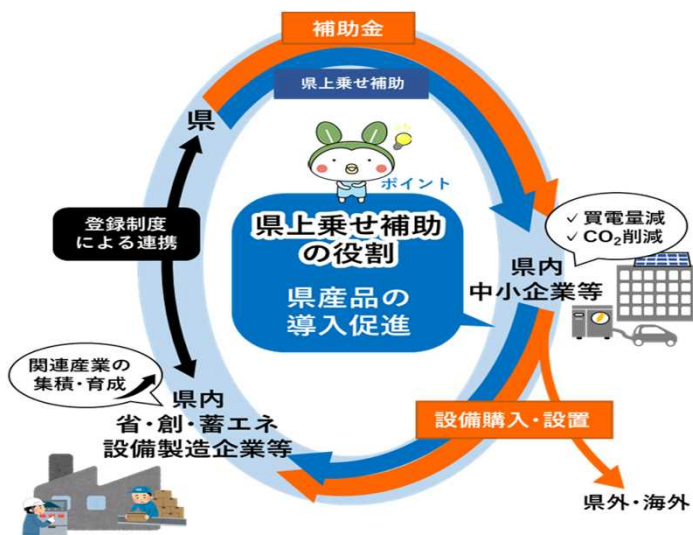 補助金
県上乗せ補助
県
ポイント
登録制度
による連携
県上乗せ補助
の役割
県産品の
導入促進
✓買電量減
✓CO₂削減
県内
中小企業等
関連産業の
集積・育成
県内
省・創・蓄エネ
設備製造企業等
設備購入・設置
県外・海外